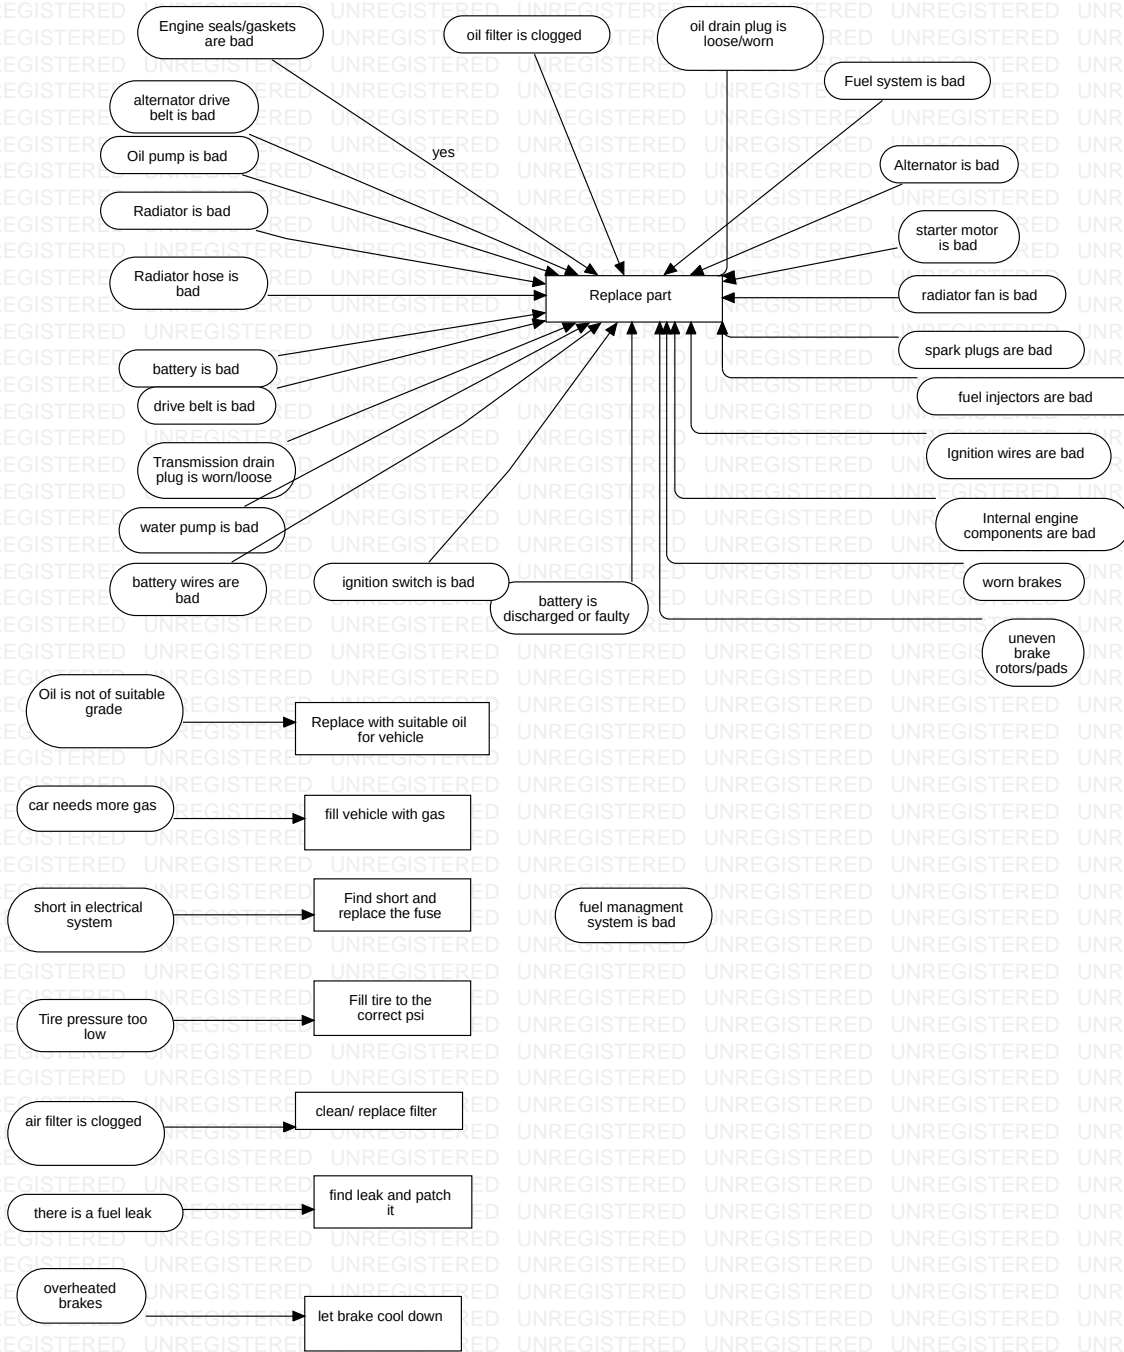 Engine seals/gaskets
are bad
oil filter is clogged
oil drain plug is
loose/worn
Fuel system is bad
alternator drive
belt is bad
yes
Oil pump is bad
Alternator is bad
Radiator is bad
starter motor
is bad
Radiator hose is
bad
Replace part
radiator fan is bad
spark plugs are bad
battery is bad
fuel injectors are bad
drive belt is bad
Ignition wires are bad
Transmission drain
plug is worn/loose
Internal engine
components are bad
water pump is bad
battery wires are
bad
ignition switch is bad
battery is
discharged or faulty
worn brakes
uneven
brake
rotors/pads
Oil is not of suitable
grade
Replace with suitable oil
for vehicle
car needs more gas
fill vehicle with gas
short in electrical
system
Find short and
replace the fuse
fuel managment
system is bad
Tire pressure too
low
Fill tire to the
correct psi
air filter is clogged
clean/ replace filter
there is a fuel leak
find leak and patch
it
overheated
brakes
let brake cool down
UNREGISTERED